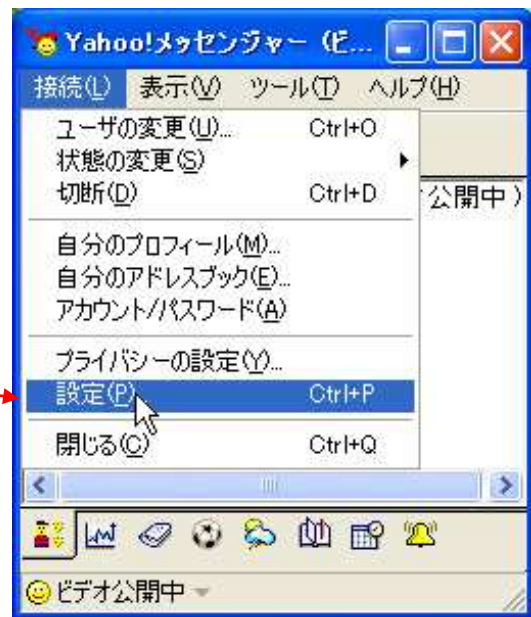 Yahoo!メッセンジャー (ビ...
接続(L) 表示(V) ツール(T) ヘルプ(H)
ユーザの変更(U)... Ctrl+O
状態の変更(S)
切断(D) Ctrl+D
公開中)
自分のプロフィール(M)...
自分のアドレスブック(E)...
アカウント/パスワード(A)
プライバシーの設定(Y)...
設定(P) Ctrl+P
閉じる(C) Ctrl+Q
ビデオ公開中